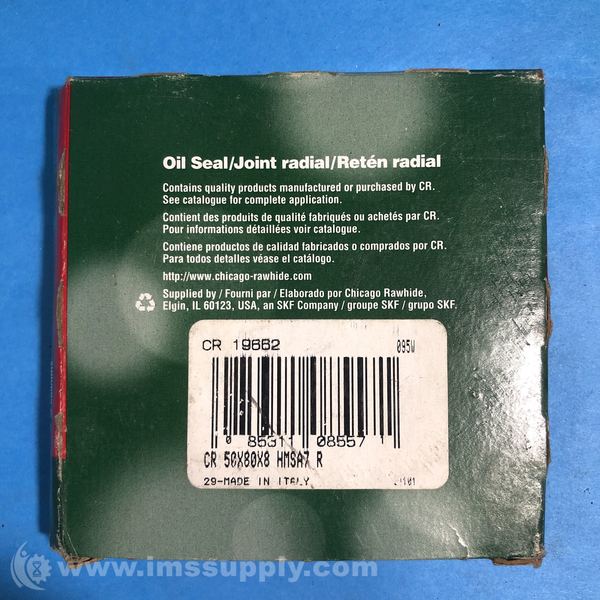 Oil Seal/Joint radial/Retén radial
Contains quality products manufactured or purchased by CR.
See catalogue for complete application.
Contient des produits de qualité fabriqués ou achetés par CR.
Pour informations détaillées voir catalogue.
Contiene productos de calidad fabricados o comprados por CR.
Para todos detalles véase el catálogo.
http://www.chicago-rawhide.com
Supplied by / Fourni par / Elaborado por Chicago Rawhide,
Elgin, IL 60123, USA, an SKF Company / groupe SKF / grupo SKF.
CR 19662 095W
0 85311 08557 1
CR 50X80X8 HMSA7 R
29-MADE IN ITALY
www.imssupply.com